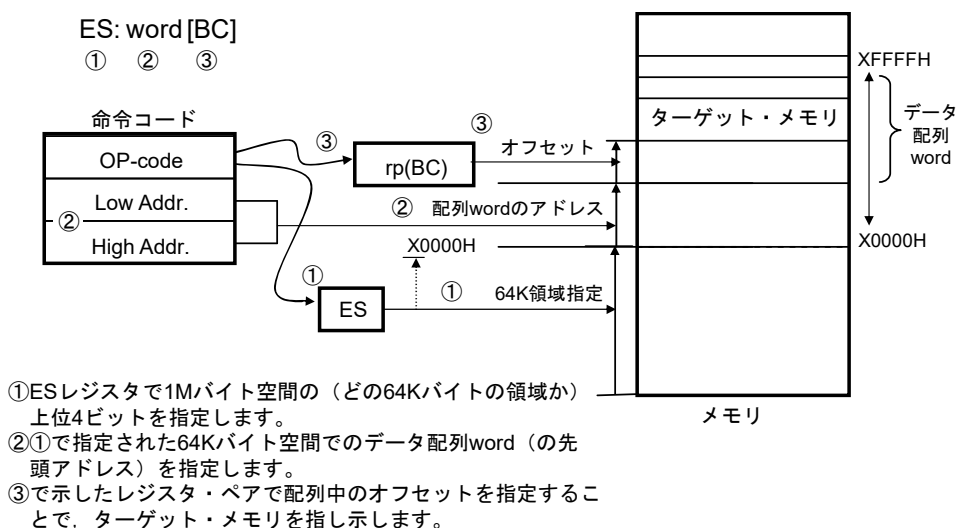 ES: word [BC]
① ② ③
命令コード
OP-code
Low Addr.
②
High Addr.
③
rp(BC)
③
オフセット
② 配列wordのアドレス
X0000H
①
ES
① 64K領域指定
XFFFFH
ターゲット・メモリ
データ
配列
word
X0000H
メモリ
①ESレジスタで1Mバイト空間の（どの64Kバイトの領域か）
上位4ビットを指定します。
②①で指定された64Kバイト空間でのデータ配列word（の先
頭アドレス）を指定します。
③で示したレジスタ・ペアで配列中のオフセットを指定するこ
とで，ターゲット・メモリを指し示します。